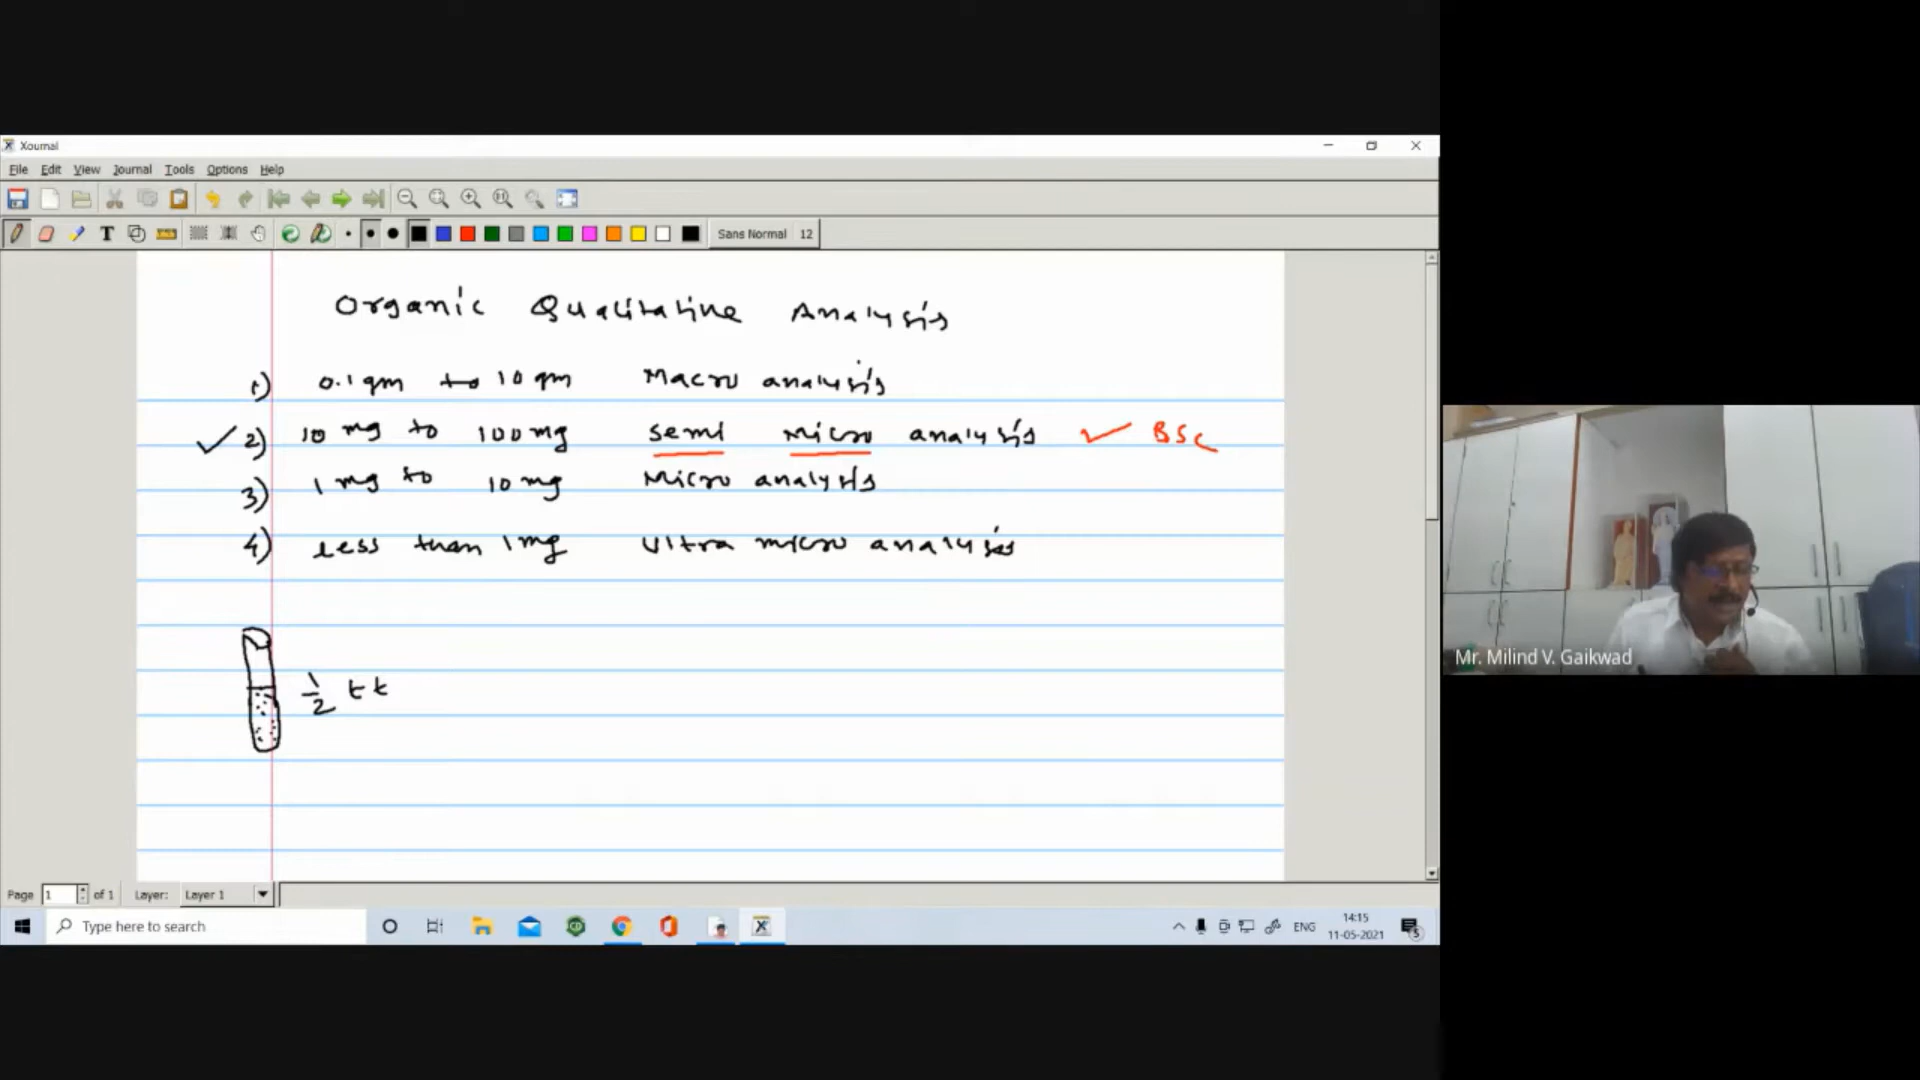 Xournal
File Edit View Journal Tools Options Help
Sans Normal 12
Organic Qualitative Analysis
1) 0.1 gm to 10 gm Macro analysis
2) 10 mg to 100 mg semi Micro analysis BSc
3) 1 mg to 10 mg Micro analysis
4) less than 1 mg Ultra micro analysis
1/2 t t
Mr. Milind V. Gaikwad
Page 1 of 1 Layer: Layer 1
Type here to search
ENG
14:15
11-05-2021
5